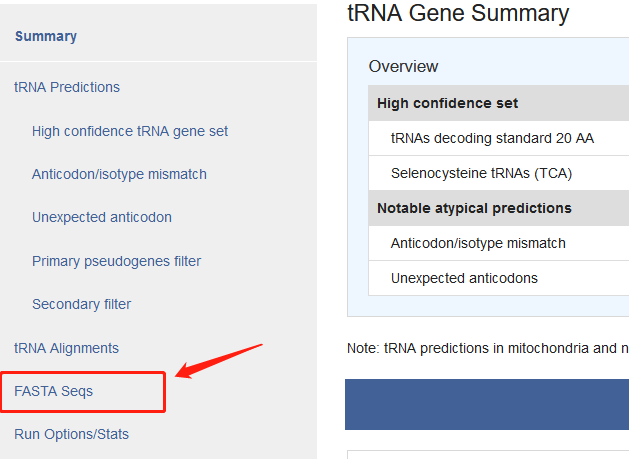 Summary
tRNA Predictions
High confidence tRNA gene set
Anticodon/isotype mismatch
Unexpected anticodon
Primary pseudogenes filter
Secondary filter
tRNA Alignments
FASTA Seqs
Run Options/Stats
tRNA Gene Summary
Overview
High confidence set
tRNAs decoding standard 20 AA
Selenocysteine tRNAs (TCA)
Notable atypical predictions
Anticodon/isotype mismatch
Unexpected anticodons
Note: tRNA predictions in mitochondria and n